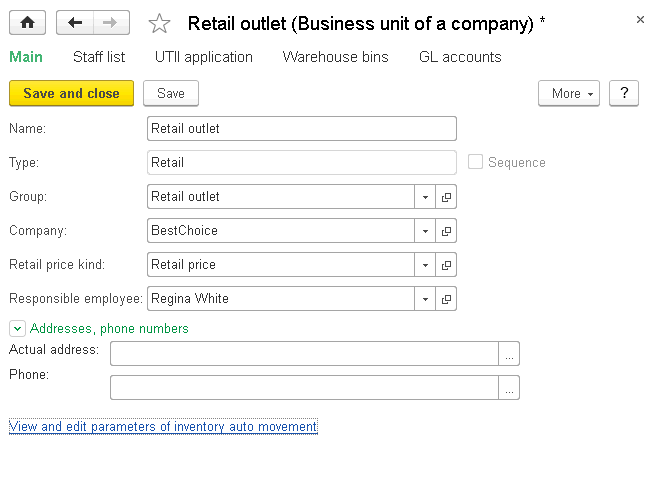 Retail outlet (Business unit of a company) *
Main Staff list UTII application Warehouse bins GL accounts
Save and close Save More ?
Name: Retail outlet
Type: Retail Sequence
Group: Retail outlet
Company: BestChoice
Retail price kind: Retail price
Responsible employee: Regina White
Addresses, phone numbers
Actual address: ...
Phone: ...
View and edit parameters of inventory auto movement